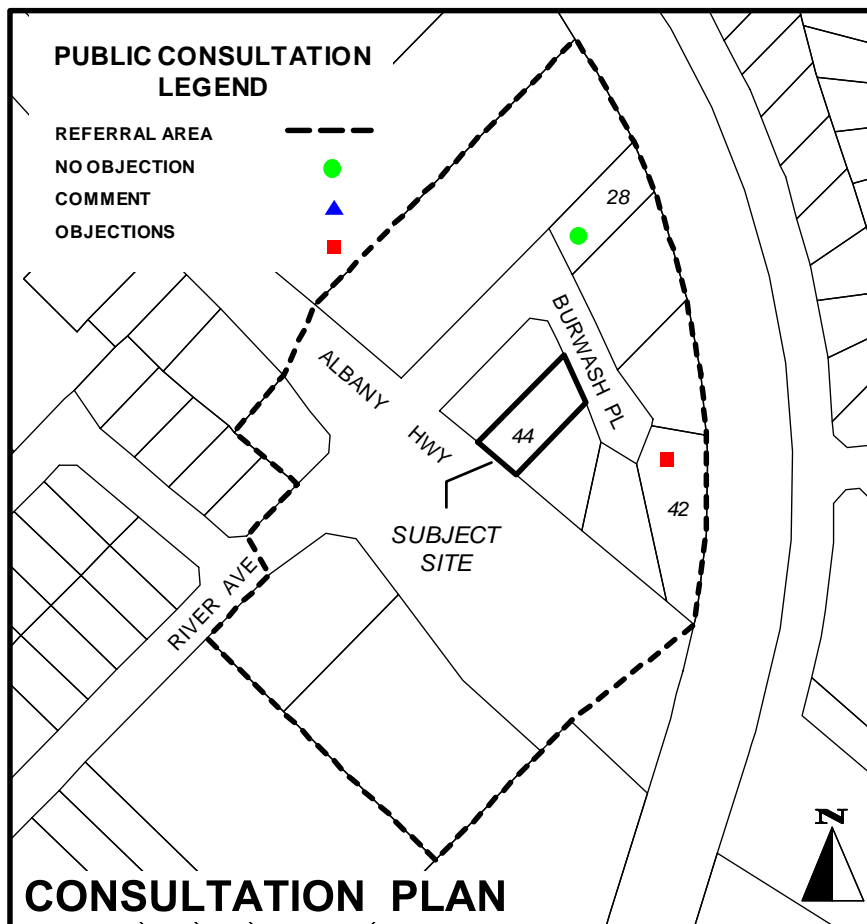 PUBLIC CONSULTATION
LEGEND
REFERRAL AREA
NO OBJECTION
COMMENT
OBJECTIONS
28
BURWASH PL
ALBANY HWY
44
42
SUBJECT
SITE
RIVER AVE
N
CONSULTATION PLAN